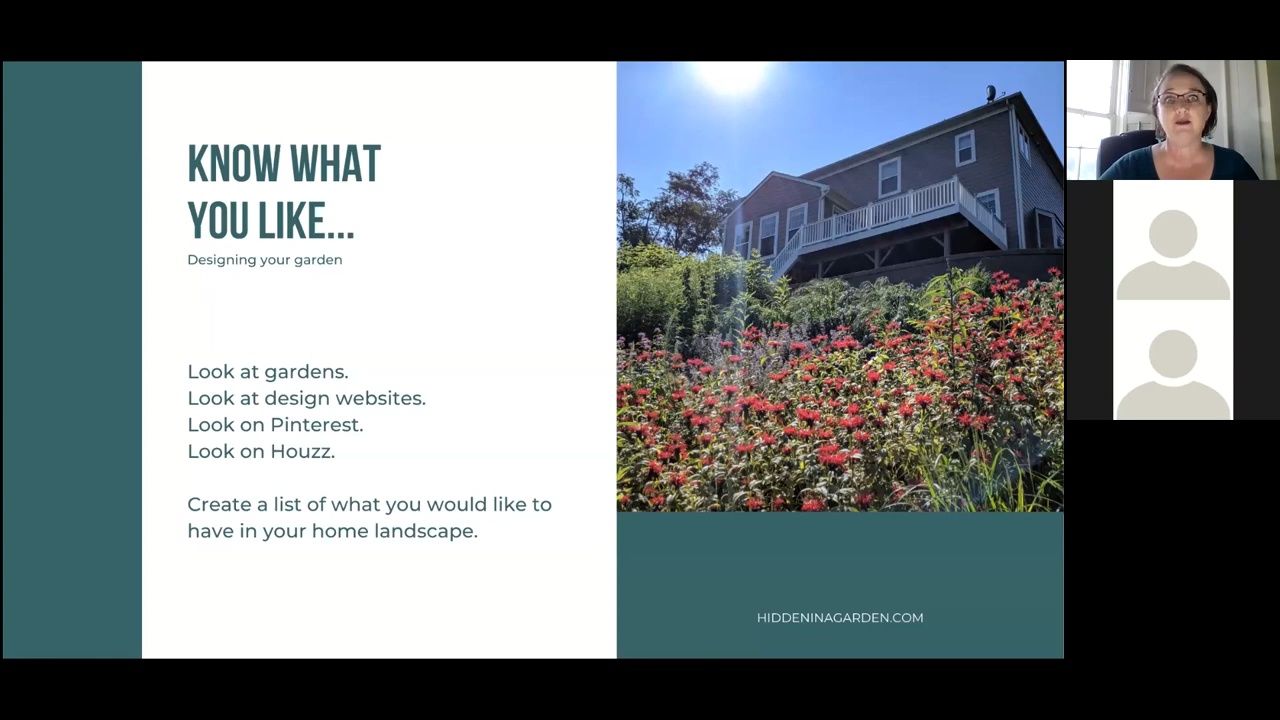 KNOW WHAT
YOU LIKE...
Designing your garden
Look at gardens.
Look at design websites.
Look on Pinterest.
Look on Houzz.
Create a list of what you would like to
have in your home landscape.
HIDDENINAGARDEN.COM